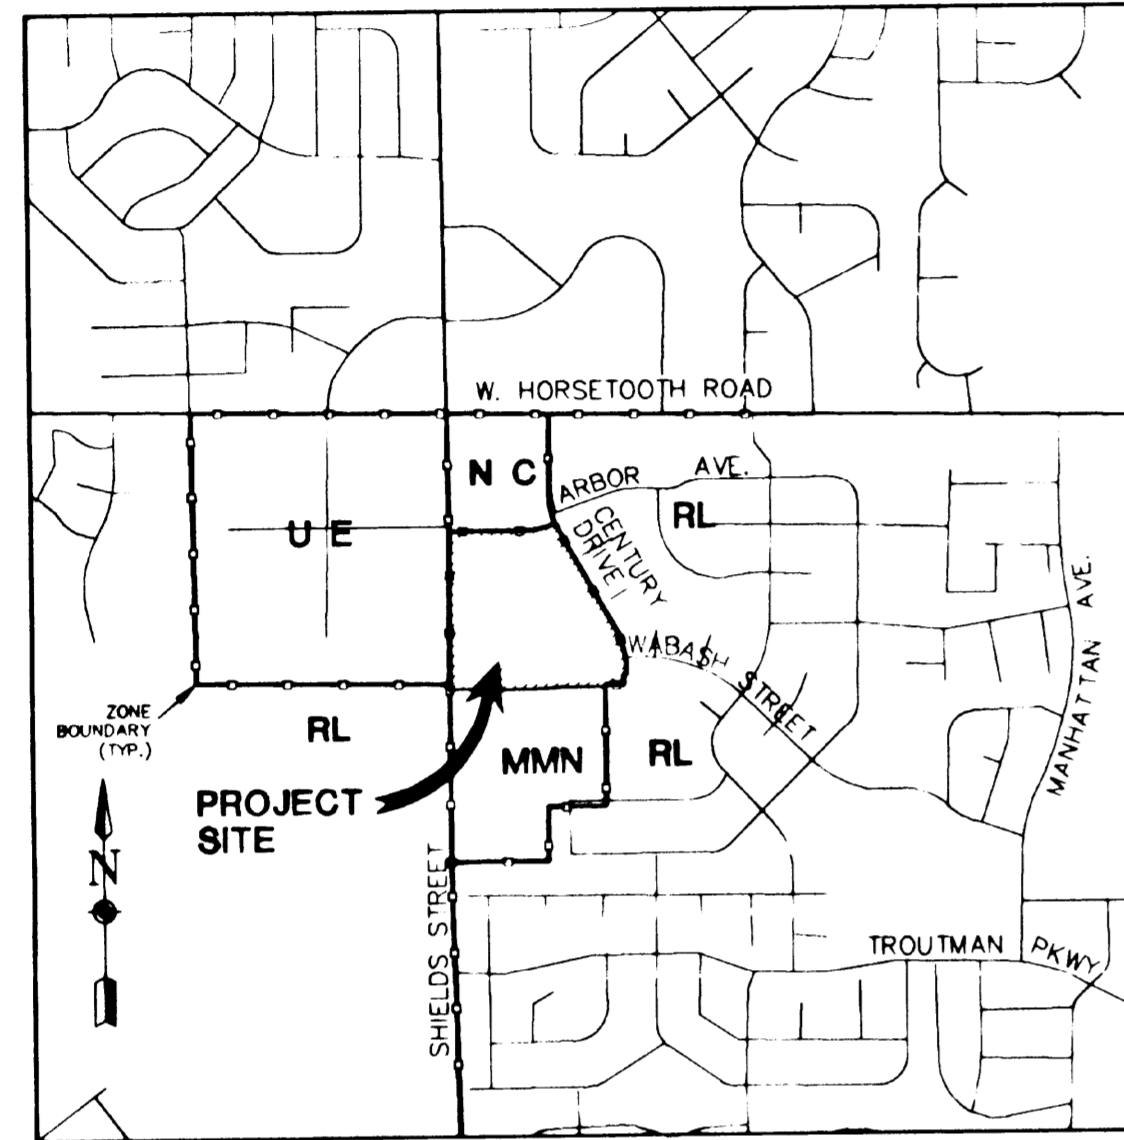 W. HORSETOOTH ROAD
N C
ARBOR AVE.
RL
U E
CENTURY
DRIVE
WABASH STREET
MANHATTAN AVE.
ZONE
BOUNDARY
(TYP.)
RL
MMN
RL
PROJECT
SITE
N
SHIELDS STREET
TROUTMAN PKWY